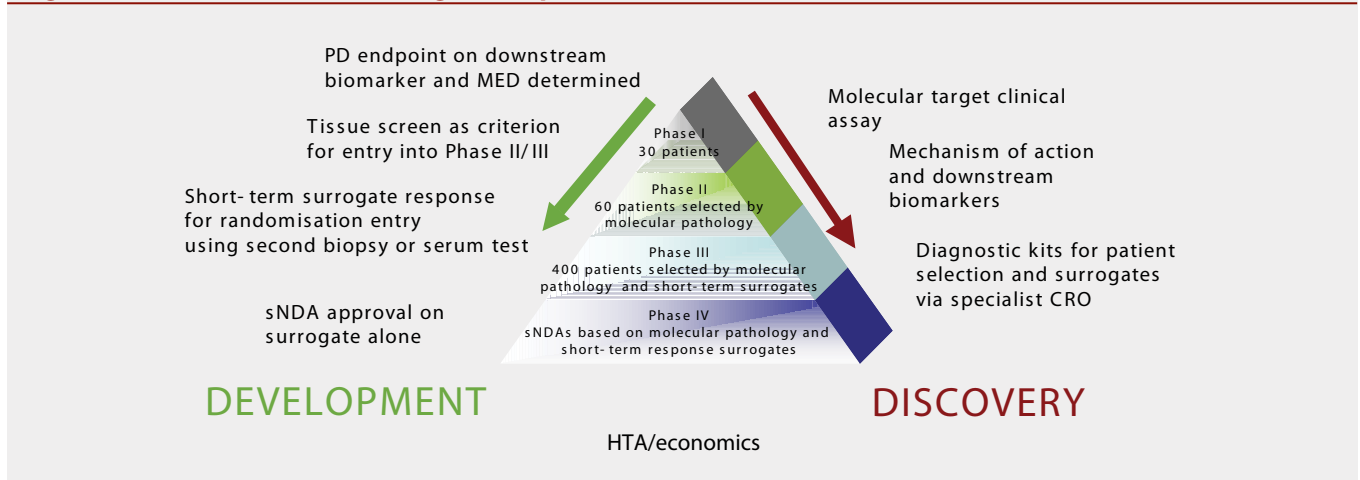 PD endpoint on downstream
biomarker and MED determined
Tissue screen as criterion
for entry into Phase II/III
Short-term surrogate response
for randomisation entry
using second biopsy or serum test
sNDA approval on
surrogate alone
Phase I
30 patients
Phase II
60 patients selected by
molecular pathology
Phase III
400 patients selected by molecular
pathology and short-term surrogates
Phase IV
sNDAs based on molecular pathology and
short-term response surrogates
Molecular target clinical
assay
Mechanism of action
and downstream
biomarkers
Diagnostic kits for patient
selection and surrogates
via specialist CRO
DEVELOPMENT
DISCOVERY
HTA/economics